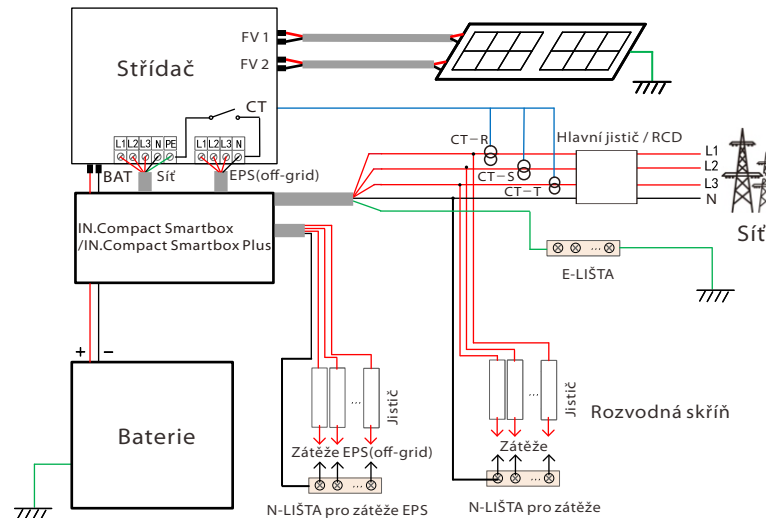 FV 1
Střídač
FV 2
CT
L1 L2 L3 N PE
L1 L2 L3 N
BAT
Síť
EPS(off-grid)
CT–R
CT–S
CT–T
Hlavní jistič / RCD
L1
L2
L3
N
Síť
IN.Compact Smartbox
/IN.Compact Smartbox Plus
E-LIŠTA
+ –
Baterie
...
Jistič
...
Jistič
Rozvodná skříň
Zátěže EPS(off-grid)
Zátěže
...
...
N-LIŠTA pro zátěže EPS
N-LIŠTA pro zátěže